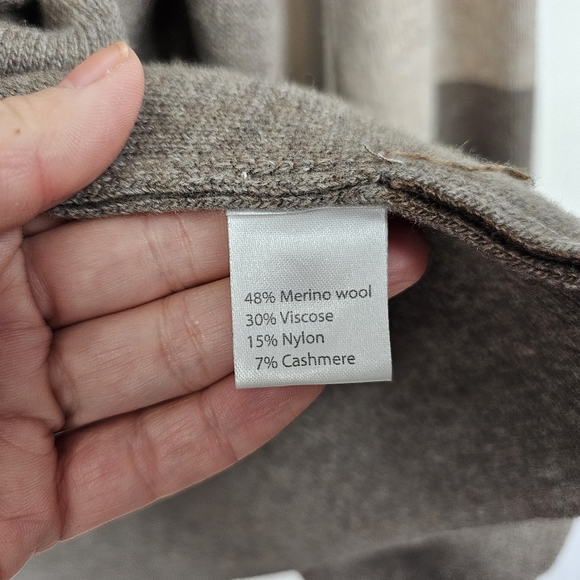 48% Merino wool
30% Viscose
15% Nylon
7% Cashmere